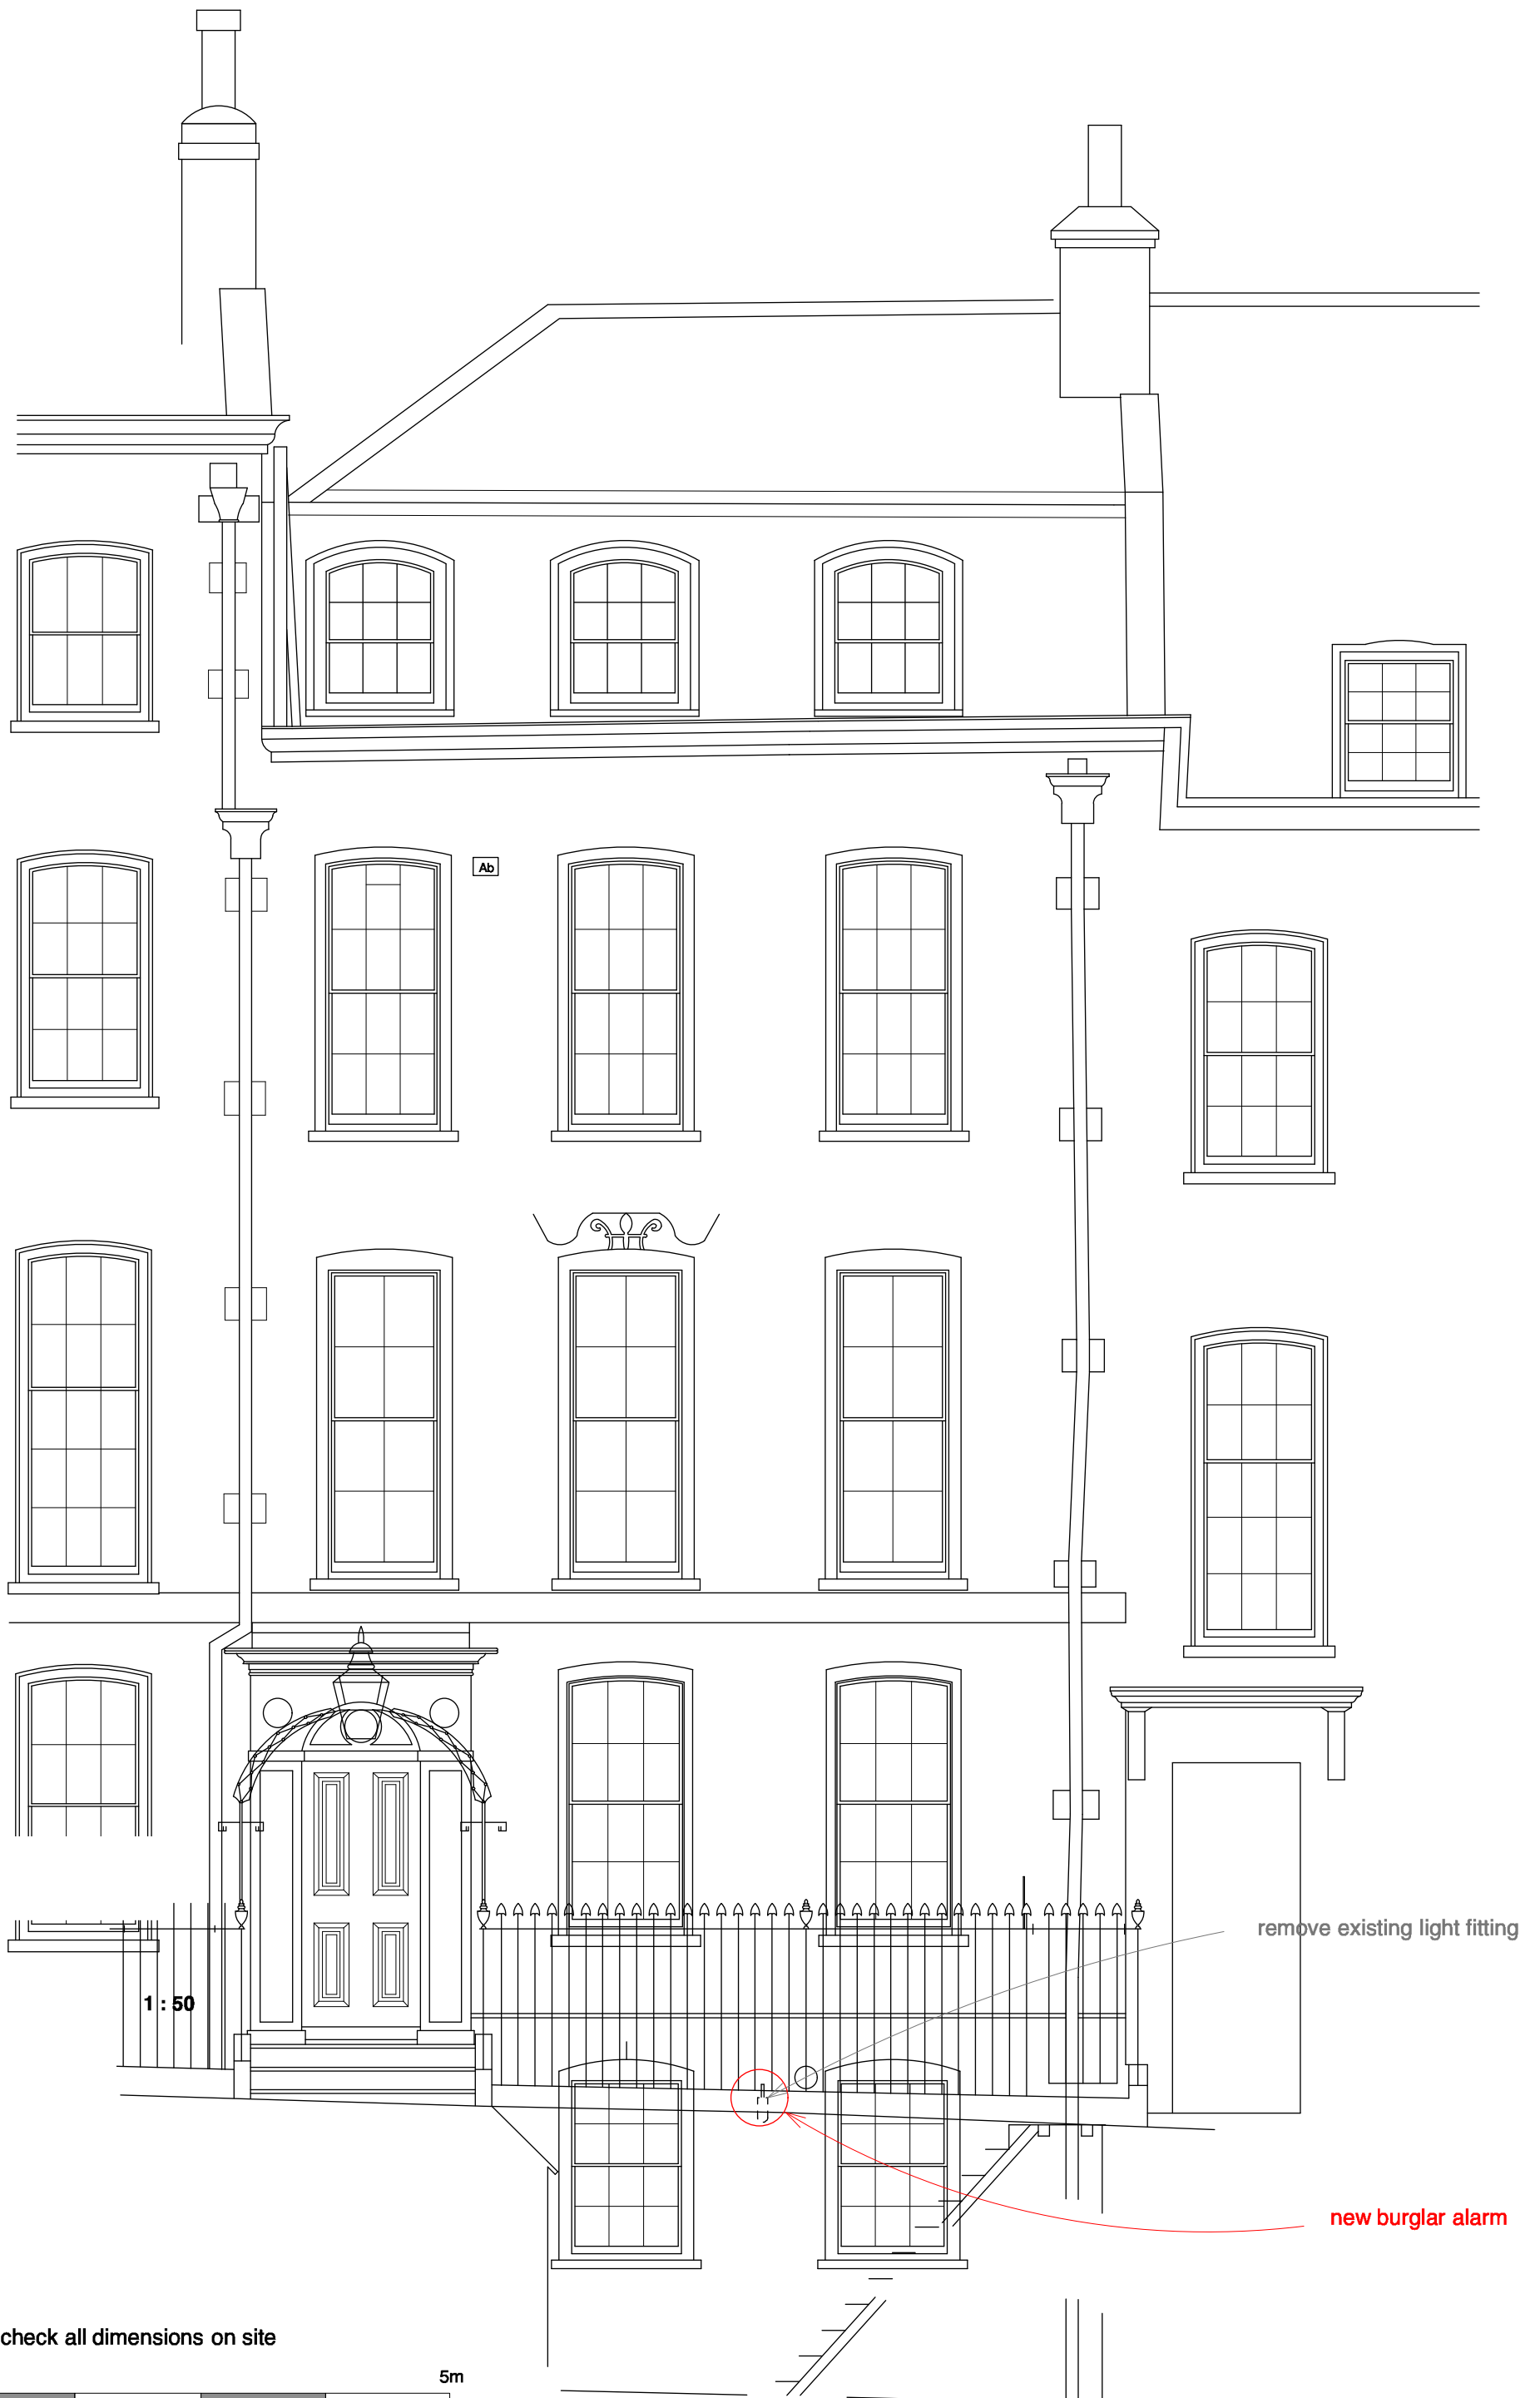 Ab
remove existing light fitting
1 : 50
new burglar alarm
check all dimensions on site
5m